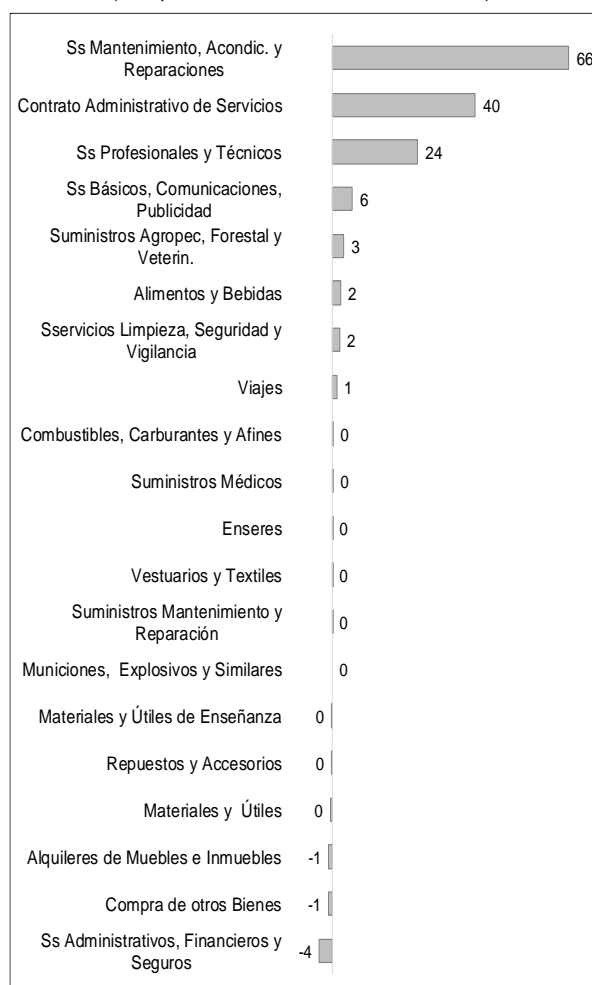 Ss Mantenimiento, Acondic. y
Reparaciones
66
Contrato Administrativo de Servicios
40
Ss Profesionales y Técnicos
24
Ss Básicos, Comunicaciones,
Publicidad
6
Suministros Agropec, Forestal y
Veterin.
3
Alimentos y Bebidas
2
Sservicios Limpieza, Seguridad y
Vigilancia
2
Viajes
1
Combustibles, Carburantes y Afines
0
Suministros Médicos
0
Enseres
0
Vestuarios y Textiles
0
Suministros Mantenimiento y
Reparación
0
Municiones, Explosivos y Similares
0
Materiales y Útiles de Enseñanza
0
Repuestos y Accesorios
0
Materiales y Útiles
0
Alquileres de Muebles e Inmuebles
-1
Compra de otros Bienes
-1
Ss Administrativos, Financieros y
Seguros
-4